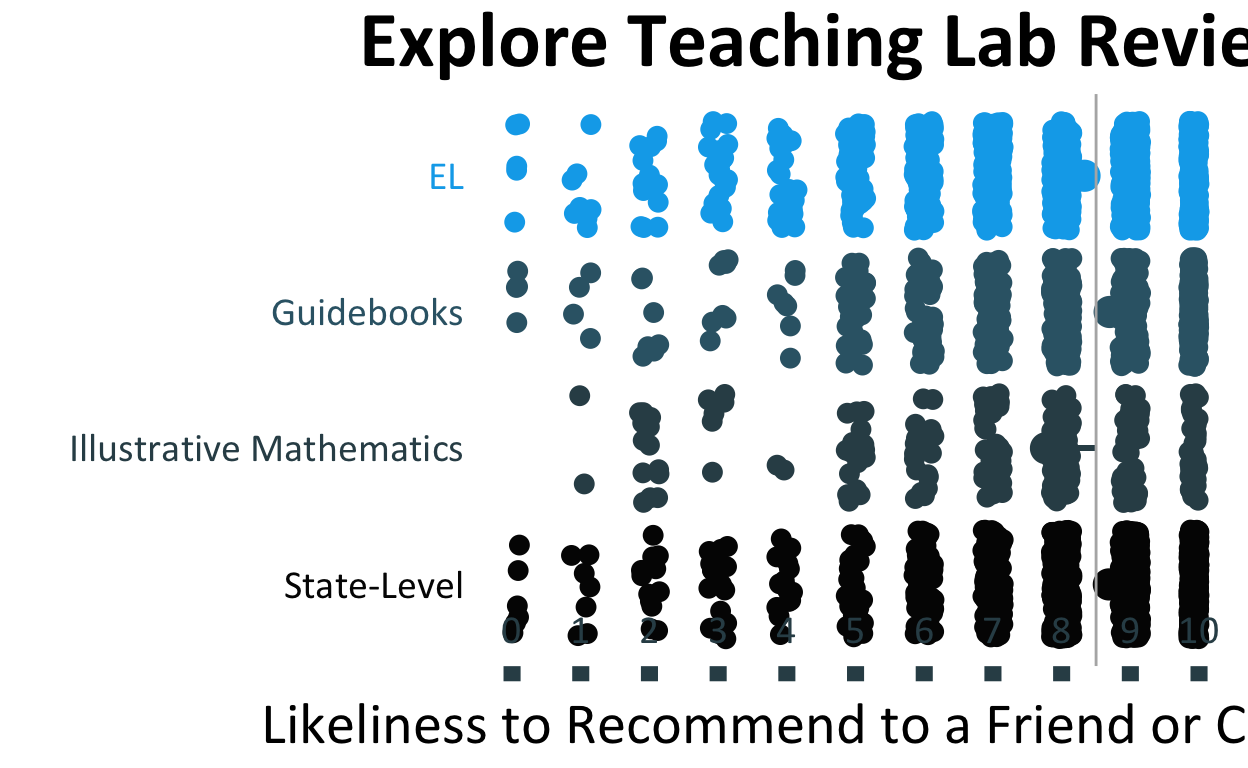 Explore Teaching Lab Revie
EL
Guidebooks
Illustrative Mathematics
State-Level
0 1 2 3 4 5 6 7 8 9 10
Likeliness to Recommend to a Friend or C